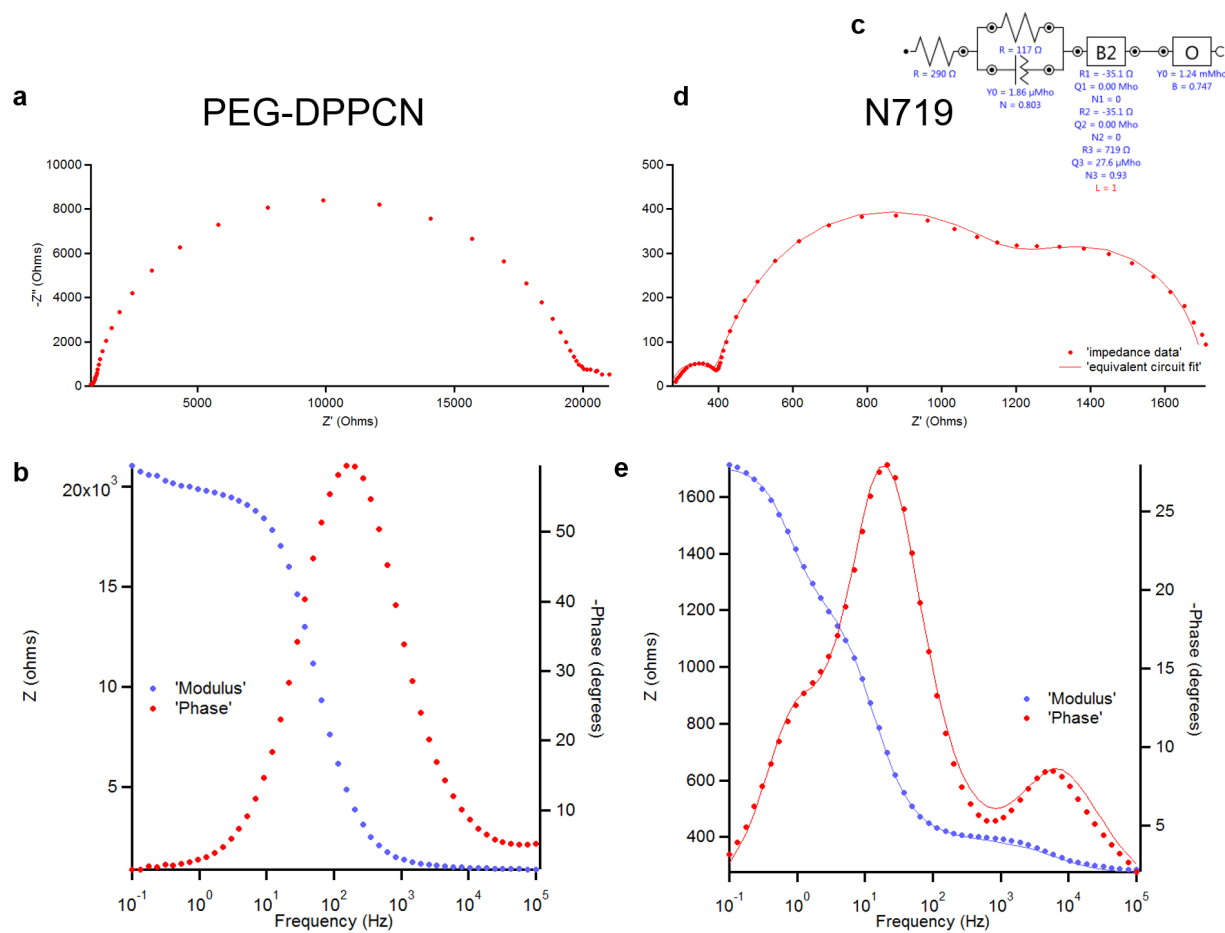 c
R = 290 Ω
R = 117 Ω
Y0 = 1.86 µMho
N = 0.803
B2
R1 = -35.1 Ω
Q1 = 0.00 Mho
N1 = 0
R2 = -35.1 Ω
Q2 = 0.00 Mho
N2 = 0
R3 = 719 Ω
Q3 = 27.6 µMho
N3 = 0.93
L = 1
O
Y0 = 1.24 mMho
B = 0.747
a
PEG-DPPCN
10000
8000
6000
4000
2000
0
-Z'' (Ohms)
5000
10000
15000
20000
Z' (Ohms)
d
N719
500
400
300
200
100
0
'impedance data'
'equivalent circuit fit'
400
600
800
1000
1200
1400
1600
Z' (Ohms)
b
20x10³
15
10
5
Z (ohms)
50
40
30
20
10
-Phase (degrees)
'Modulus'
'Phase'
10⁻¹
10⁰
10¹
10²
10³
10⁴
10⁵
Frequency (Hz)
e
1600
1400
1200
1000
800
600
400
Z (ohms)
25
20
15
10
5
-Phase (degrees)
'Modulus'
'Phase'
10⁻¹
10⁰
10¹
10²
10³
10⁴
10⁵
Frequency (Hz)